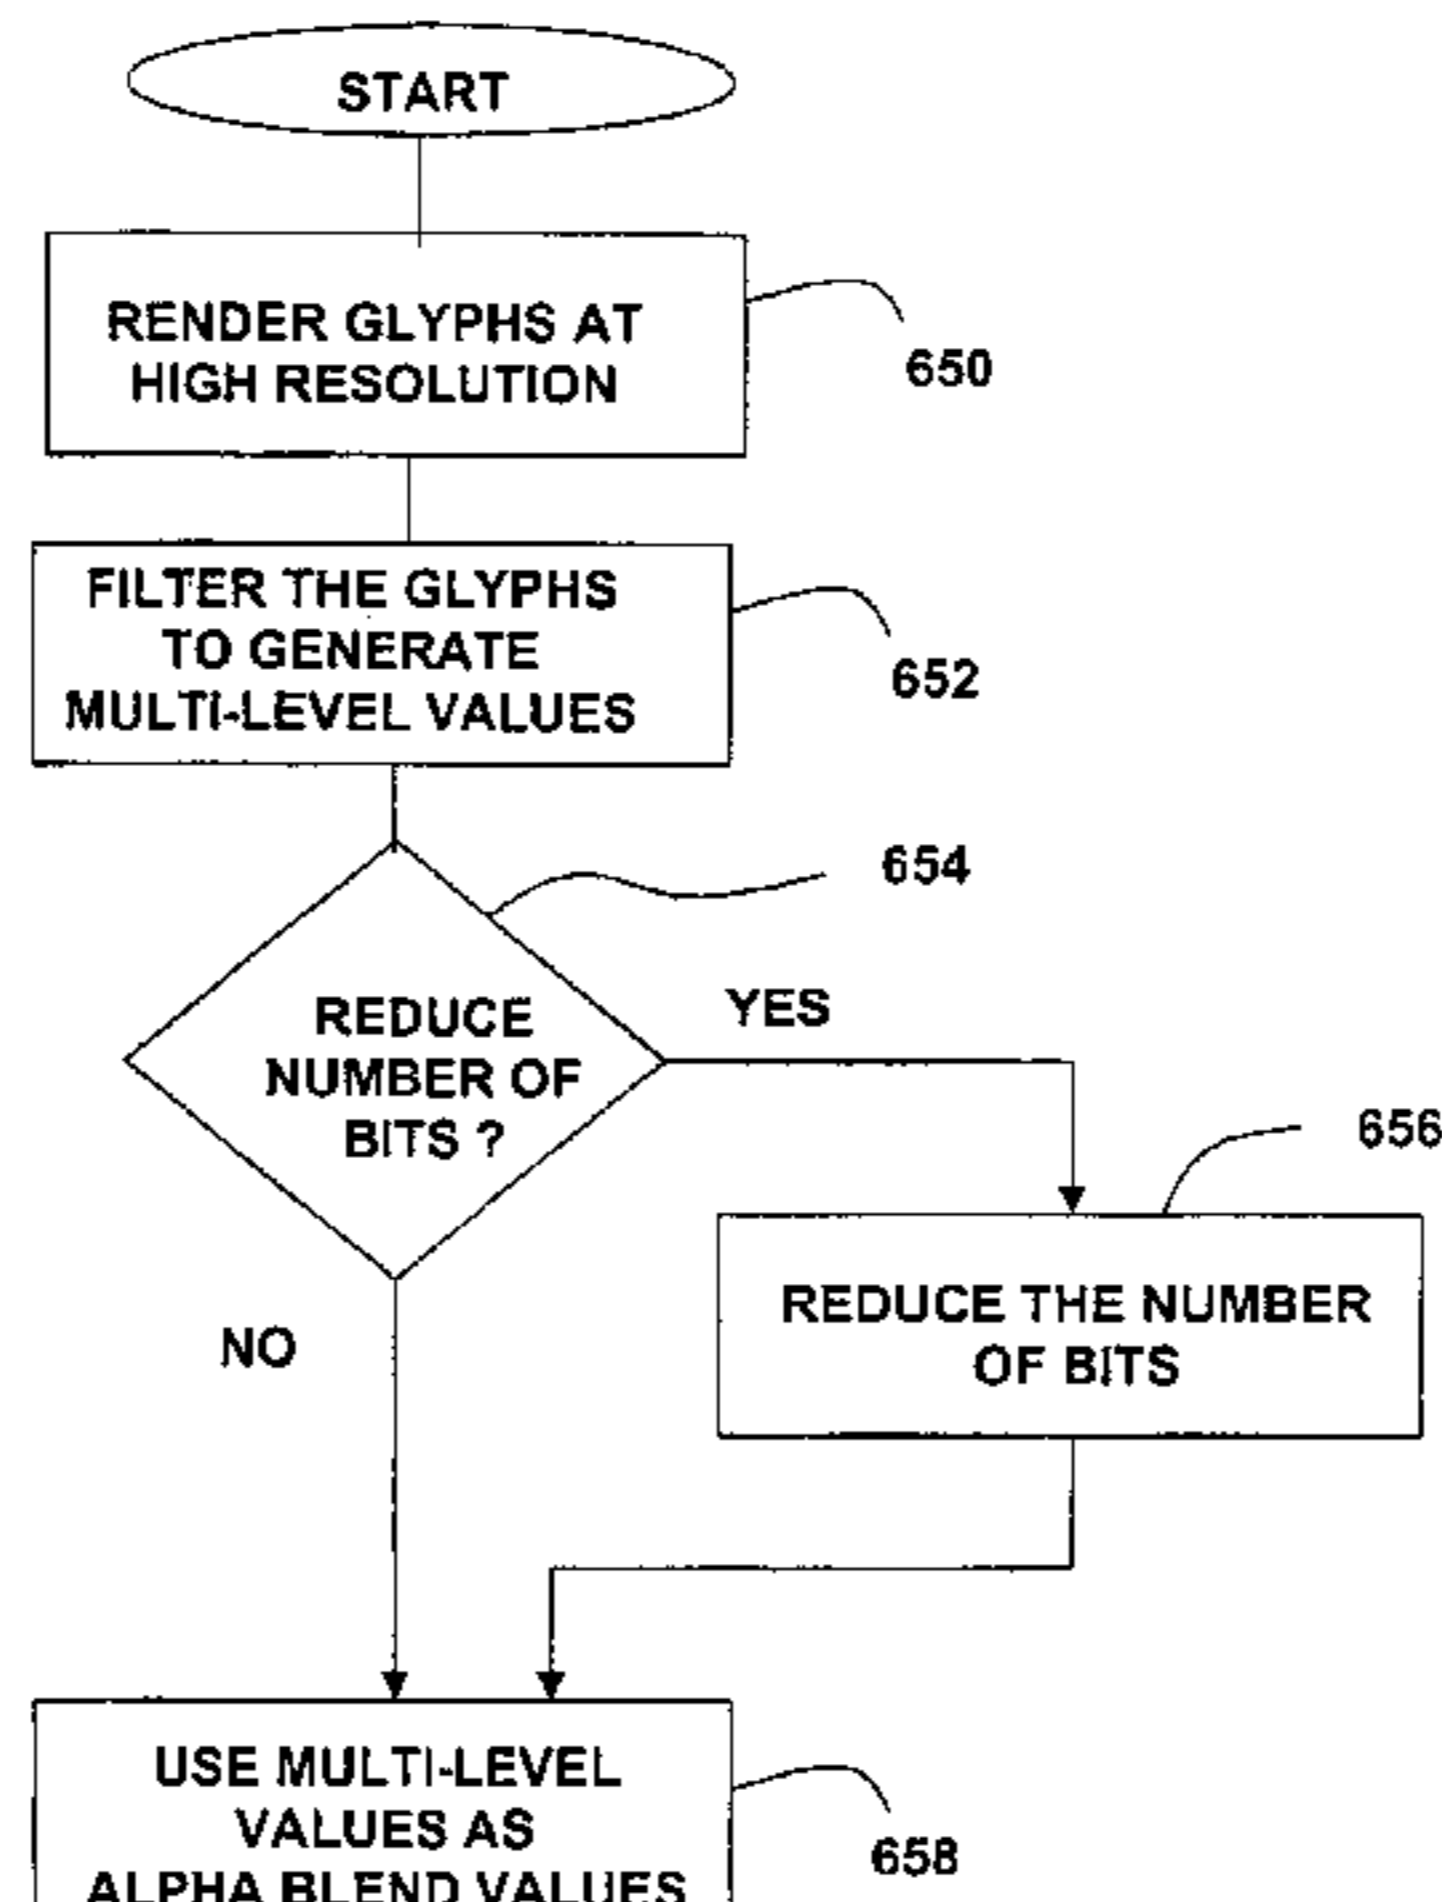 START
RENDER GLYPHS AT
HIGH RESOLUTION
650
FILTER THE GLYPHS
TO GENERATE
MULTI-LEVEL VALUES
652
654
REDUCE
NUMBER OF
BITS ?
YES
656
REDUCE THE NUMBER
OF BITS
NO
USE MULTI-LEVEL
VALUES AS
ALPHA BLEND VALUES
658